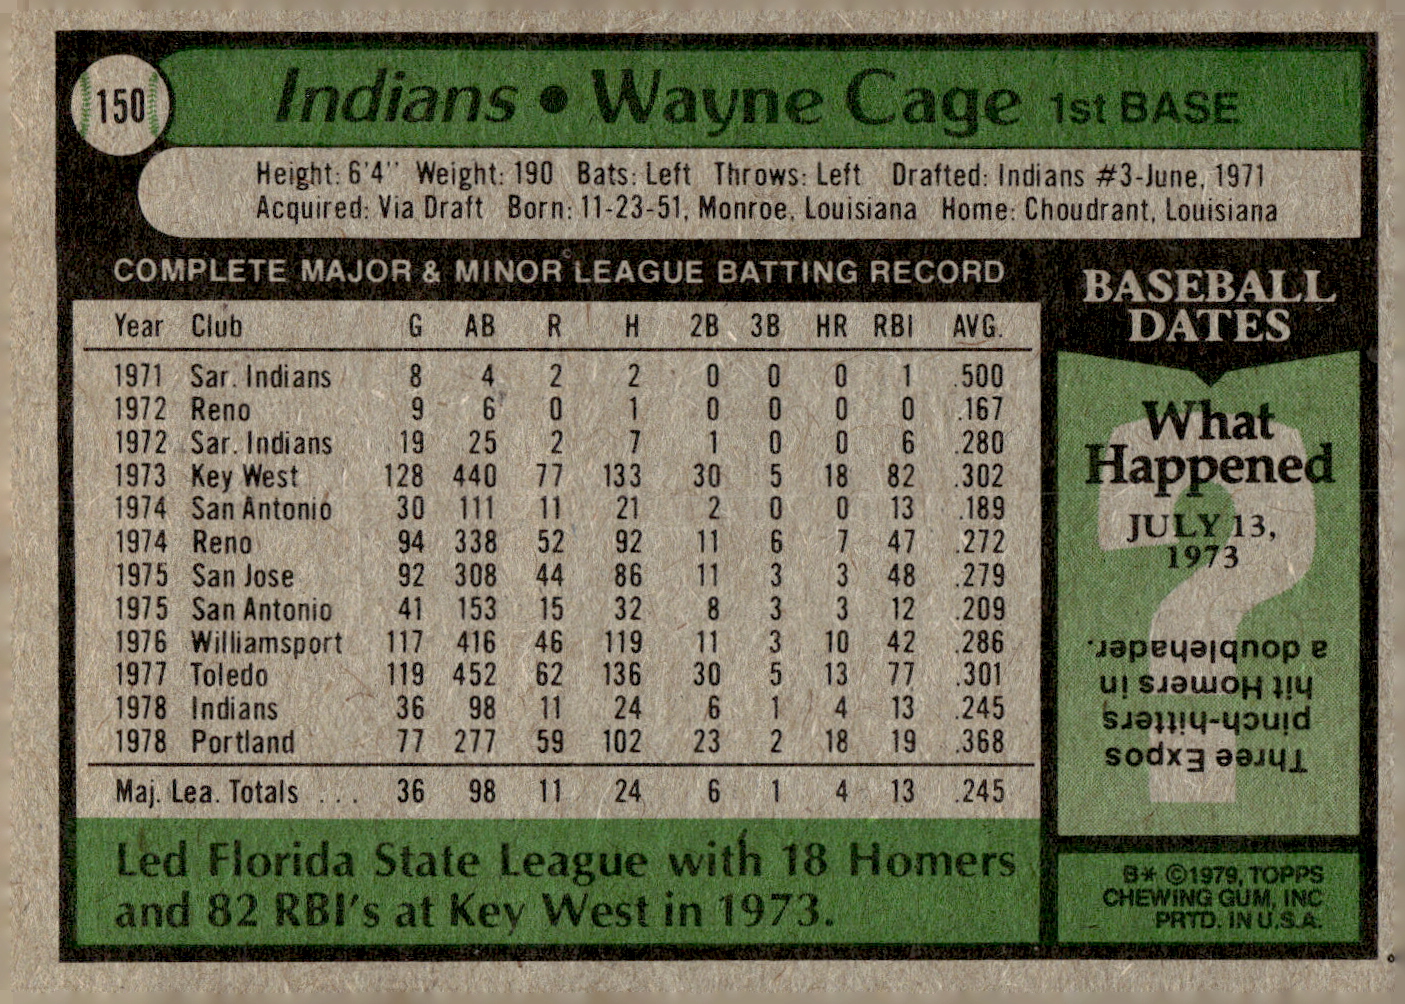 150
Indians • Wayne Cage 1st BASE
Height: 6'4" Weight: 190 Bats: Left Throws: Left Drafted: Indians #3-June, 1971
Acquired: Via Draft Born: 11-23-51, Monroe, Louisiana Home: Choudrant, Louisiana
COMPLETE MAJOR & MINOR LEAGUE BATTING RECORD
Year Club G AB R H 2B 3B HR RBI AVG.
1971 Sar. Indians 8 4 2 2 0 0 0 1 .500
1972 Reno 9 6 0 1 0 0 0 0 .167
1972 Sar. Indians 19 25 2 7 1 0 0 6 .280
1973 Key West 128 440 77 133 30 5 18 82 .302
1974 San Antonio 30 111 11 21 2 0 0 13 .189
1974 Reno 94 338 52 92 11 6 7 47 .272
1975 San Jose 92 308 44 86 11 3 3 48 .279
1975 San Antonio 41 153 15 32 8 3 3 12 .209
1976 Williamsport 117 416 46 119 11 3 10 42 .286
1977 Toledo 119 452 62 136 30 5 13 77 .301
1978 Indians 36 98 11 24 6 1 4 13 .245
1978 Portland 77 277 59 102 23 2 18 19 .368
Maj. Lea. Totals . . . 36 98 11 24 6 1 4 13 .245
Led Florida State League with 18 Homers
and 82 RBI's at Key West in 1973.
BASEBALL
DATES
What
Happened
JULY 13,
1973
Three Expos
pinch-hitters
hit Homers in
a doublehader.
B* ©1979, TOPPS
CHEWING GUM, INC
PRTD. IN U.S.A.